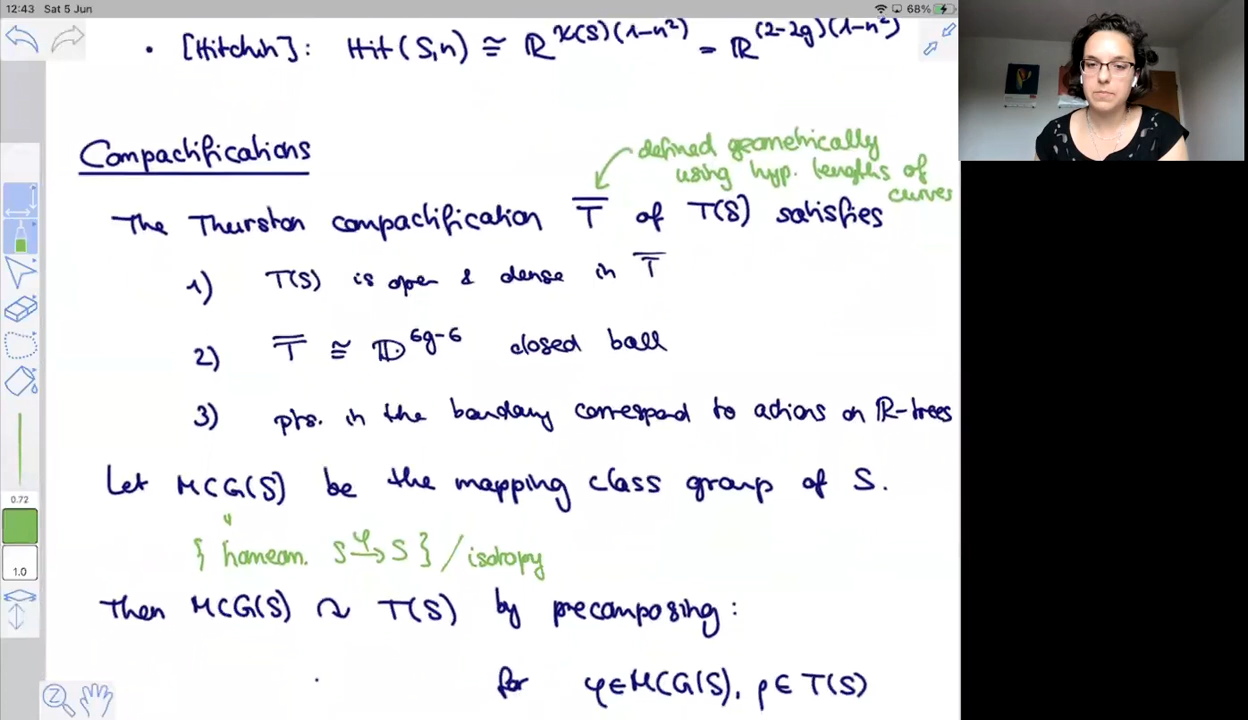 12:43 Sat 5 Jun 68%
• [Hitchin]: Hit(S,n) ≅ ℝ^{χ(S)(1-n²)} = ℝ^{(2-2g)(1-n²)}
Compactifications
defined geometrically
using hyp. lengths of
curves
The Thurston compactification T̅ of T(S) satisfies
1) T(S) is open & dense in T̅
2) T̅ ≅ 𝔻^{6g-6} closed ball
3) pts. in the boundary correspond to actions on ℝ-trees
Let MCG(S) be the mapping class group of S.
{ homeom. S →^φ S } / isotopy
0.72
1.0
Then MCG(S) ↷ T(S) by precomposing:
for φ∈MCG(S), ρ∈T(S)